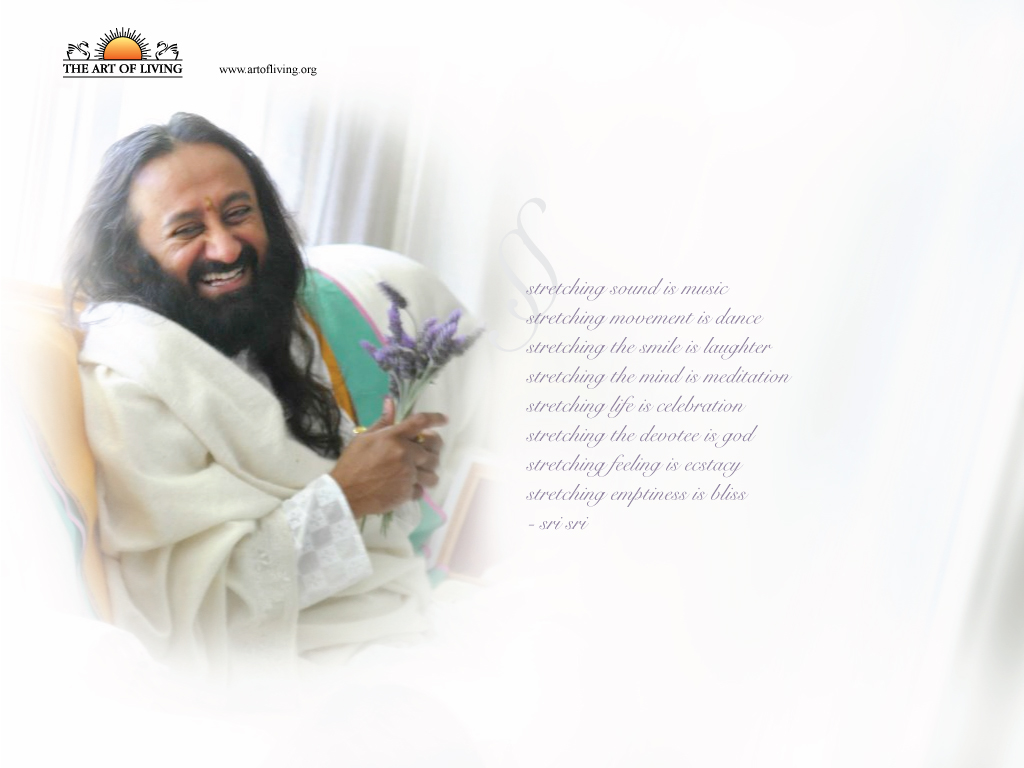 THE ART OF LIVING
www.artofliving.org
stretching sound is music
stretching movement is dance
stretching the smile is laughter
stretching the mind is meditation
stretching life is celebration
stretching the devotee is god
stretching feeling is ecstacy
stretching emptiness is bliss
- sri sri